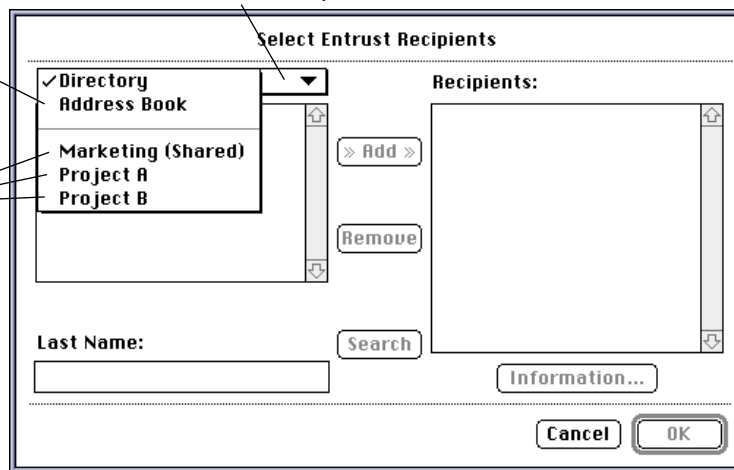 Select Entrust Recipients
✓Directory
Address Book
Marketing (Shared)
Project A
Project B
Recipients:
» Add »
Remove
Last Name:
Search
Information...
Cancel
OK